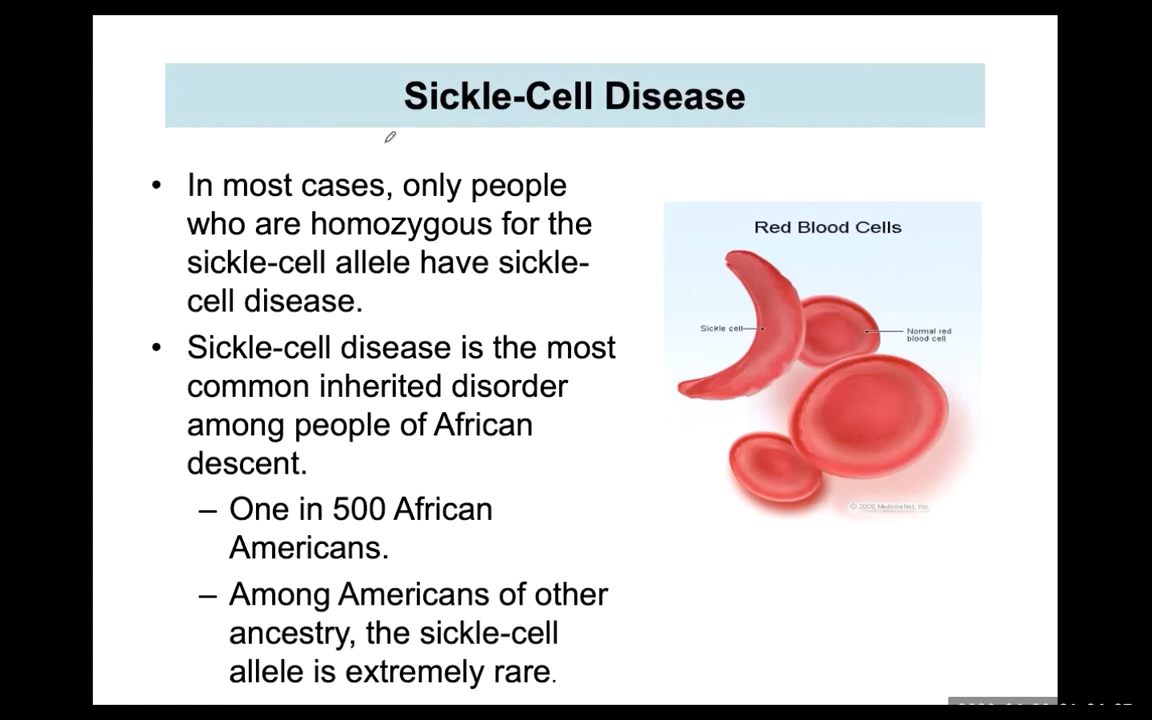 Sickle-Cell Disease
• In most cases, only people
who are homozygous for the
sickle-cell allele have sickle-
cell disease.
• Sickle-cell disease is the most
common inherited disorder
among people of African
descent.
– One in 500 African
Americans.
– Among Americans of other
ancestry, the sickle-cell
allele is extremely rare.
Red Blood Cells
Sickle cell
Normal red
blood cell
© 2008 MedicineNet, Inc.